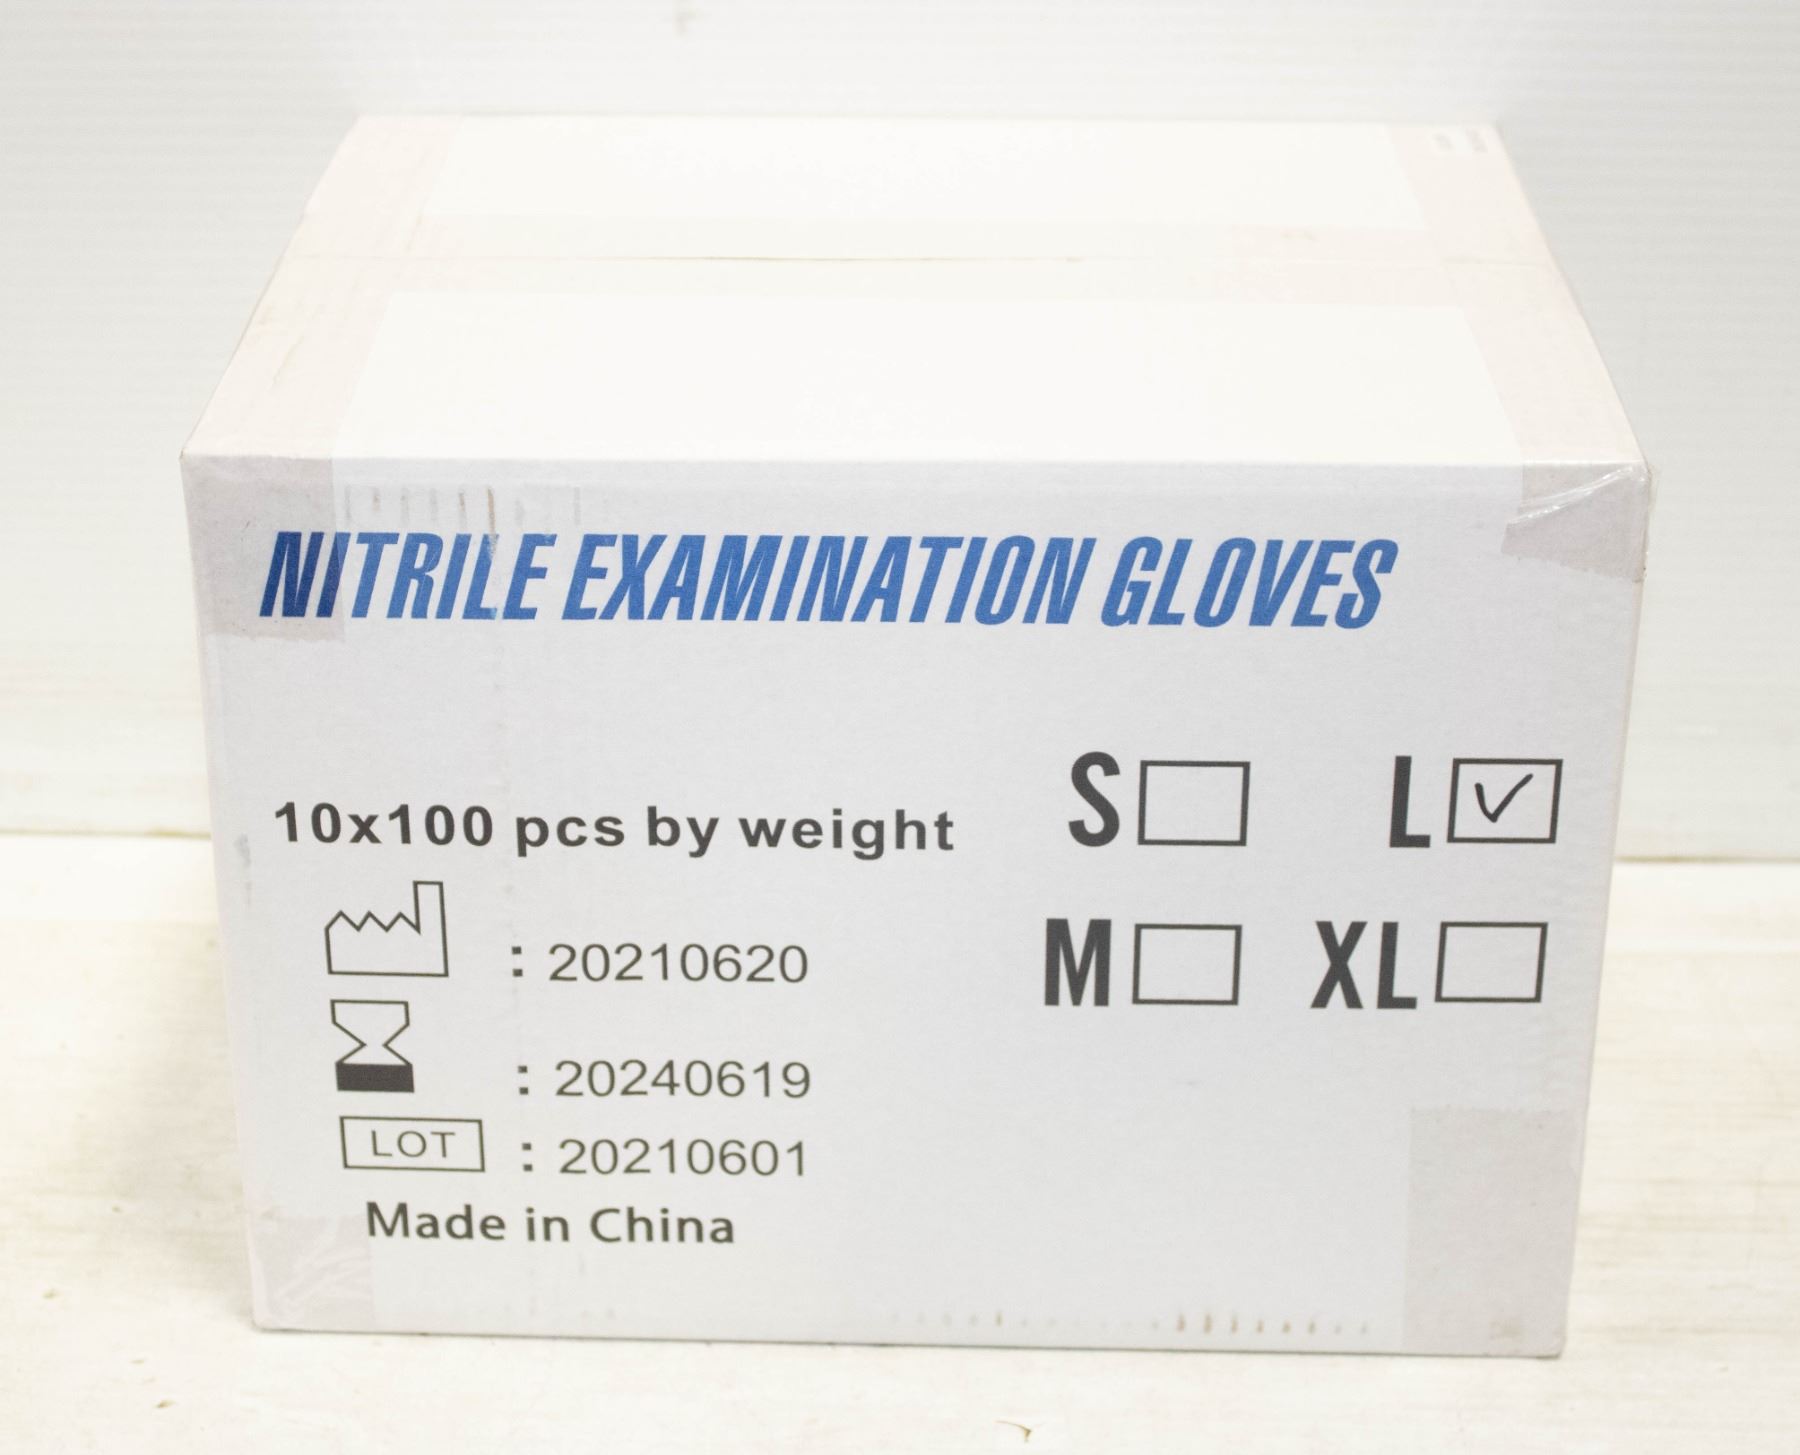 NITRILE EXAMINATION GLOVES
10x100 pcs by weight
S L
M XL
: 20210620
: 20240619
LOT : 20210601
Made in China